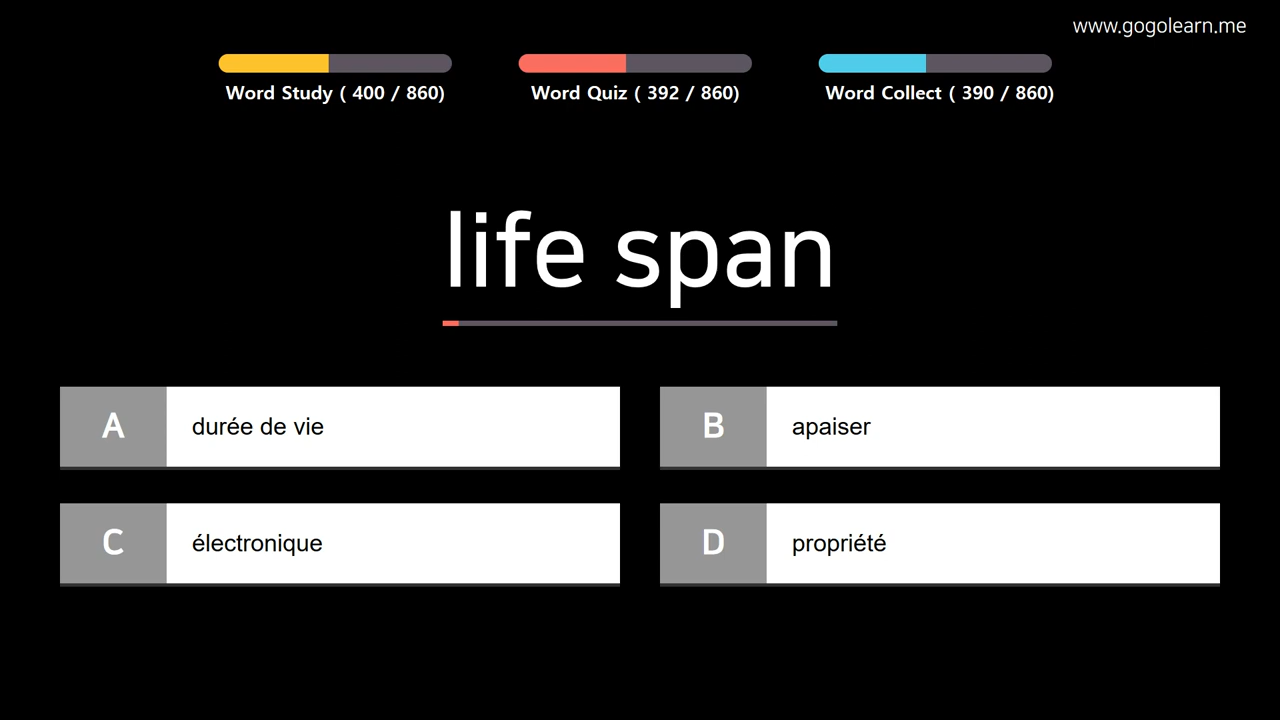 www.gogolearn.me
Word Study ( 400 / 860)
Word Quiz ( 392 / 860)
Word Collect ( 390 / 860)
life span
A durée de vie
B apaiser
C électronique
D propriété